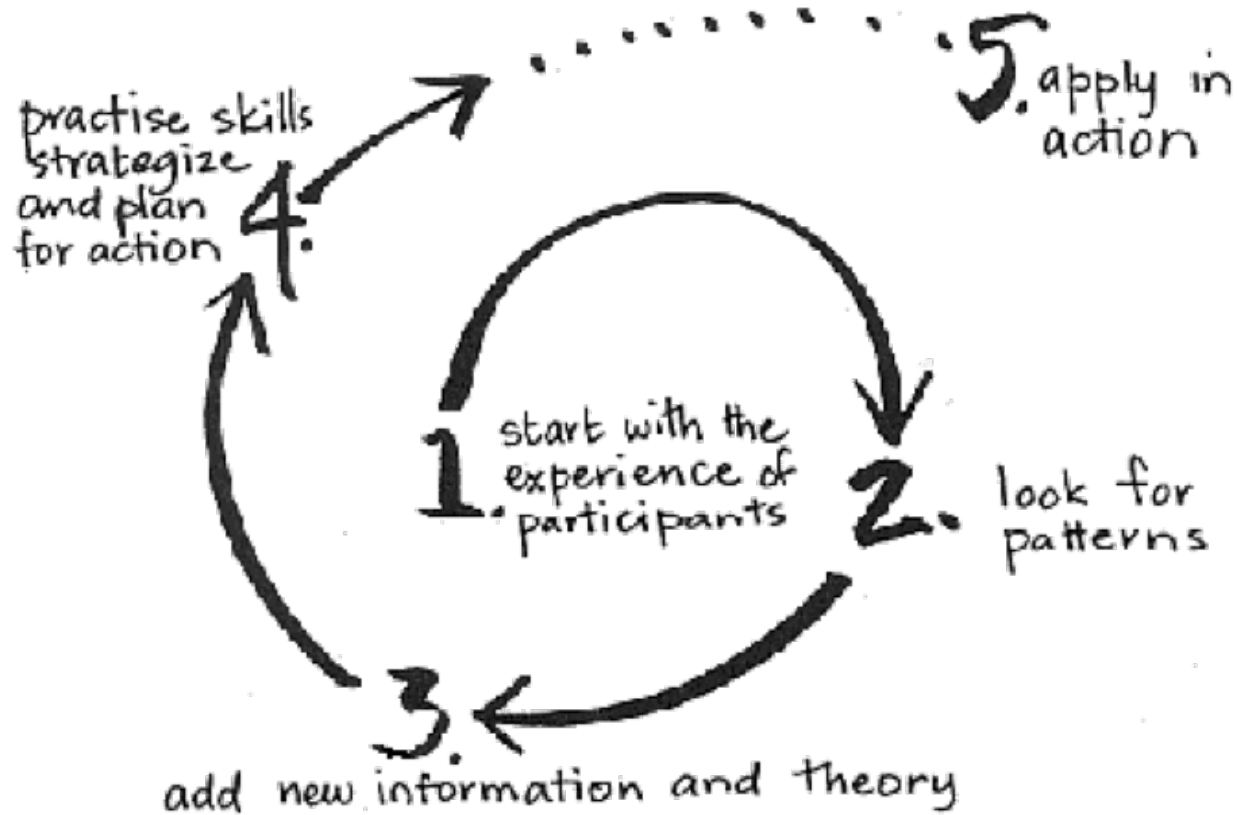 1. start with the
experience of
participants
2. look for
patterns
3.
add new information and theory
practise skills
strategize
and plan
for action 4.
5. apply in
action